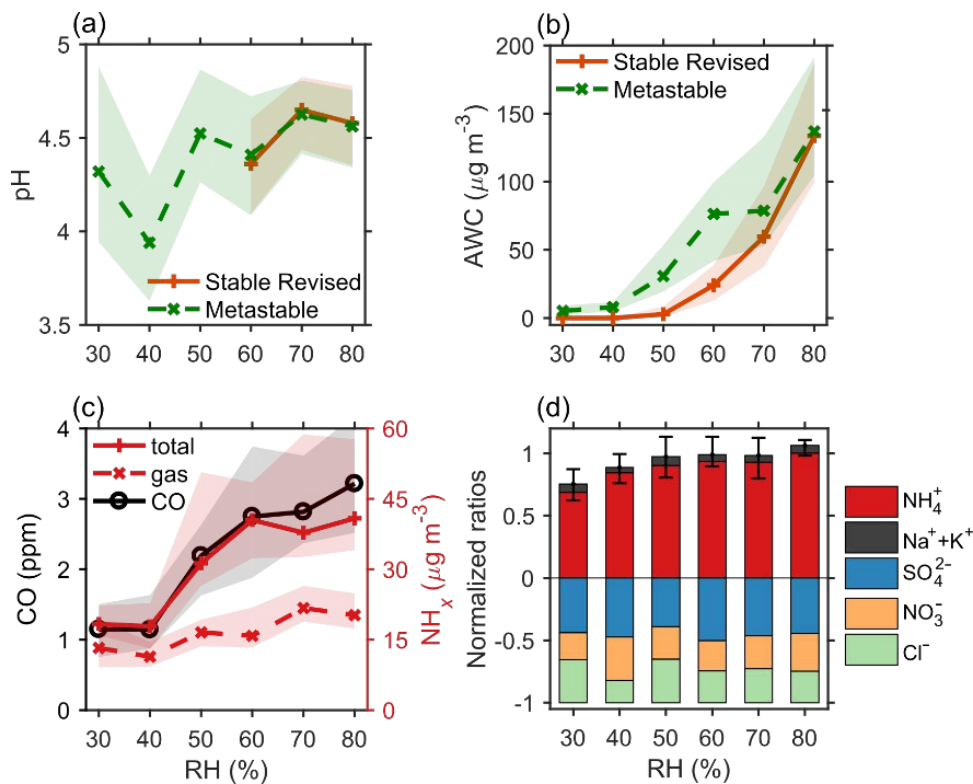 (a)
5
4.5
4
3.5
pH
Stable Revised
Metastable
30 40 50 60 70 80
(b)
200
150
100
50
0
AWC (μg m⁻³)
Stable Revised
Metastable
30 40 50 60 70 80
(c)
4
3
2
1
0
CO (ppm)
total
gas
CO
60
45
30
15
0
NHₓ (μg m⁻³)
30 40 50 60 70 80
RH (%)
(d)
1
0.5
0
-0.5
-1
Normalized ratios
30 40 50 60 70 80
RH (%)
NH₄⁺
Na⁺+K⁺
SO₄²⁻
NO₃⁻
Cl⁻